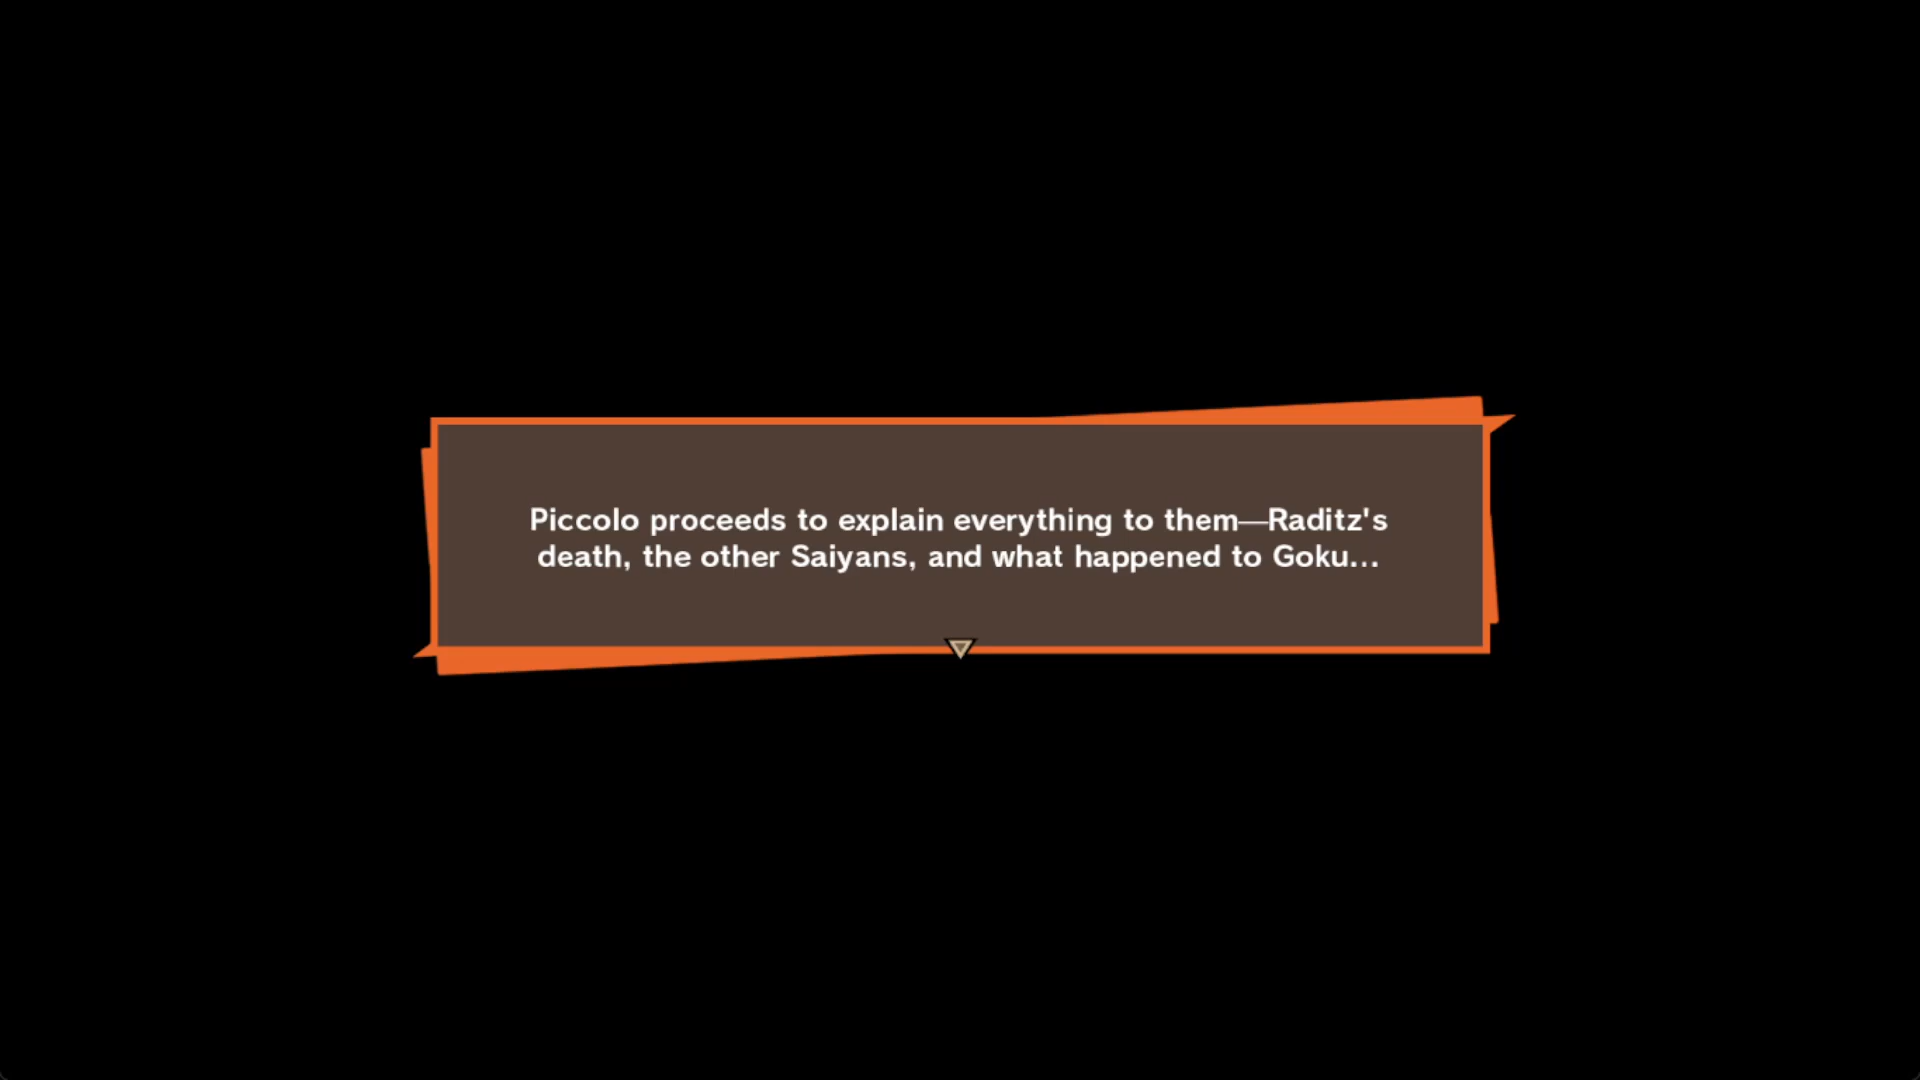 Piccolo proceeds to explain everything to them—Raditz's
death, the other Saiyans, and what happened to Goku...